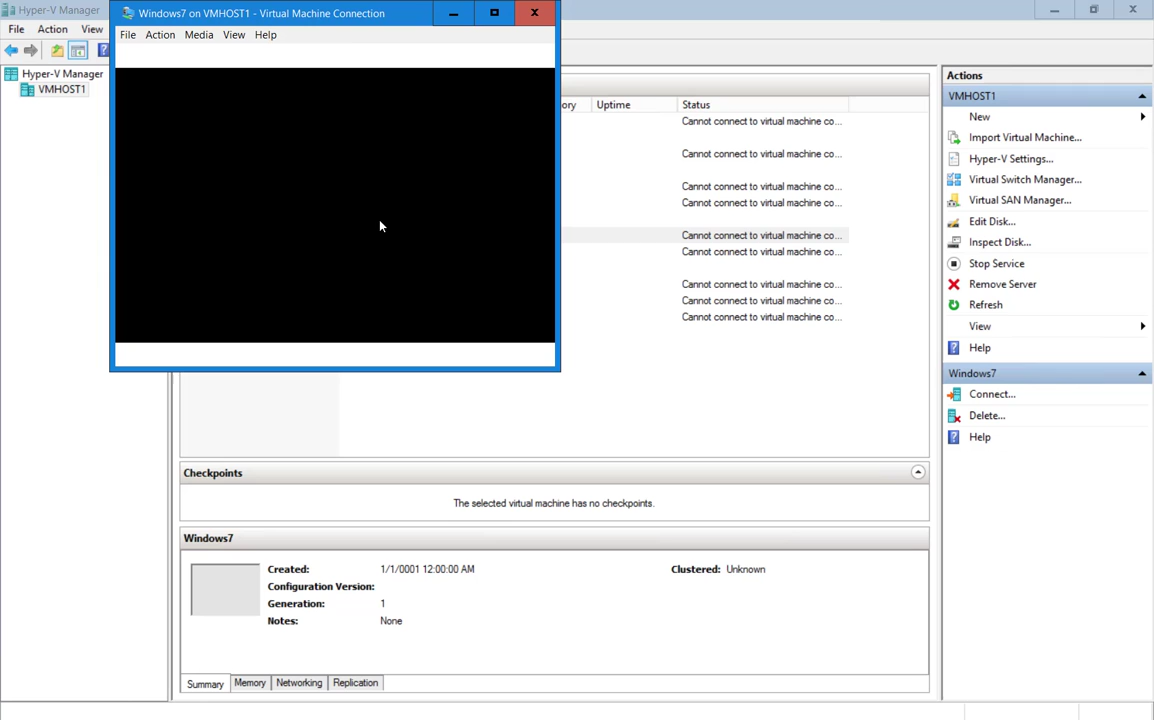 Hyper-V Manager
Windows7 on VMHOST1 - Virtual Machine Connection
File Action View
File Action Media View Help
Hyper-V Manager
VMHOST1
ory Uptime Status
Cannot connect to virtual machine co...
Cannot connect to virtual machine co...
Cannot connect to virtual machine co...
Cannot connect to virtual machine co...
Cannot connect to virtual machine co...
Cannot connect to virtual machine co...
Cannot connect to virtual machine co...
Cannot connect to virtual machine co...
Cannot connect to virtual machine co...
Checkpoints
The selected virtual machine has no checkpoints.
Windows7
Created: 1/1/0001 12:00:00 AM Clustered: Unknown
Configuration Version:
Generation: 1
Notes: None
Summary Memory Networking Replication
Actions
VMHOST1
New
Import Virtual Machine...
Hyper-V Settings...
Virtual Switch Manager...
Virtual SAN Manager...
Edit Disk...
Inspect Disk...
Stop Service
Remove Server
Refresh
View
Help
Windows7
Connect...
Delete...
Help